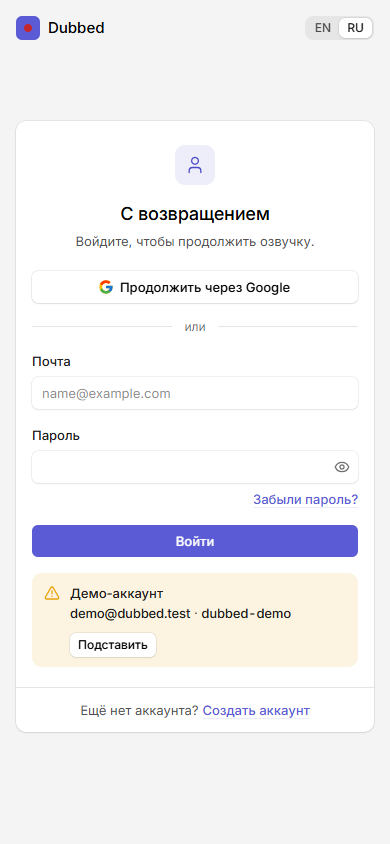 Dubbed
EN RU
С возвращением
Войдите, чтобы продолжить озвучку.
Продолжить через Google
или
Почта
name@example.com
Пароль
Забыли пароль?
Войти
Демо-аккаунт
demo@dubbed.test · dubbed-demo
Подставить
Ещё нет аккаунта? Создать аккаунт